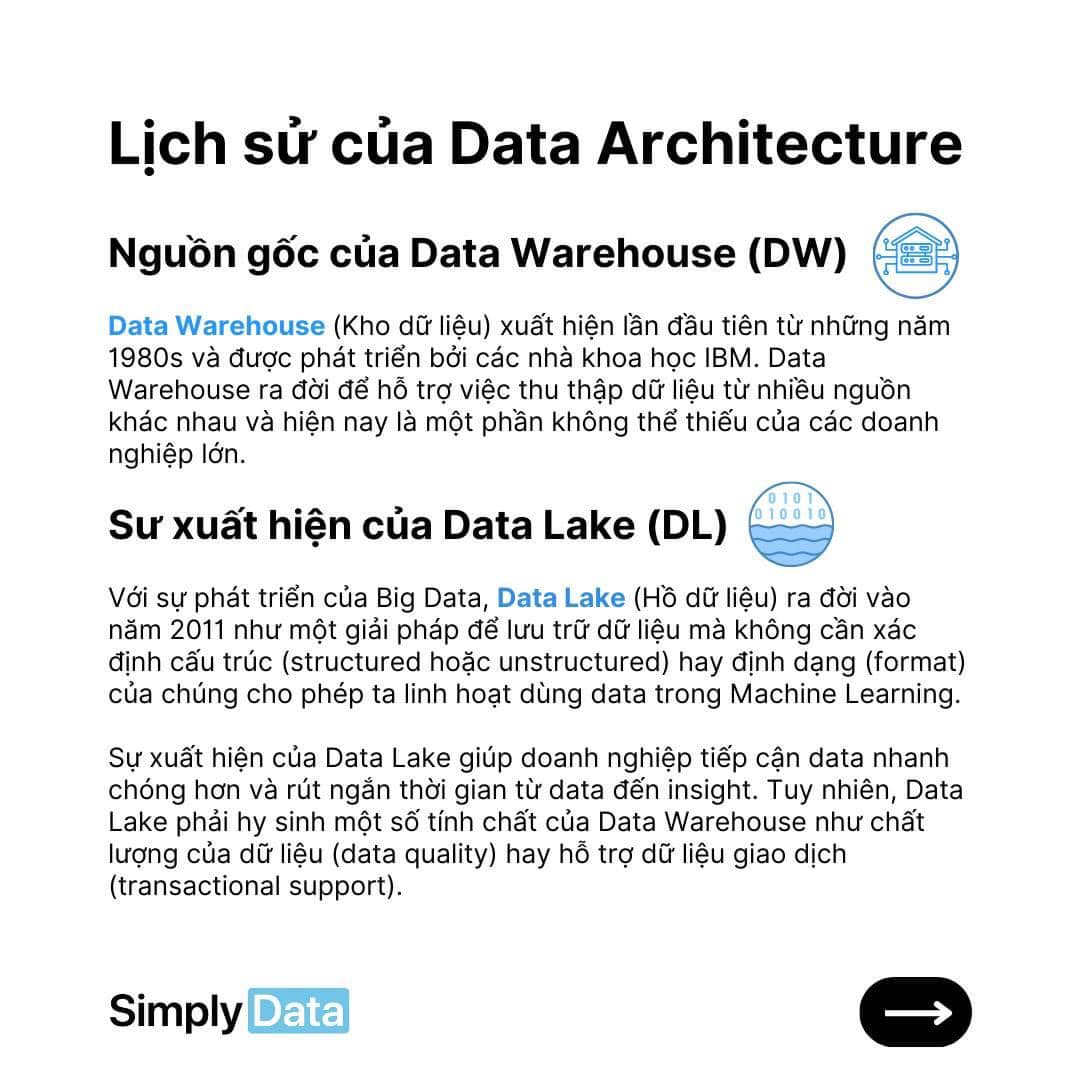 Lịch sử của Data Architecture
Nguồn gốc của Data Warehouse (DW)
Data Warehouse (Kho dữ liệu) xuất hiện lần đầu tiên từ những năm
1980s và được phát triển bởi các nhà khoa học IBM. Data
Warehouse ra đời để hỗ trợ việc thu thập dữ liệu từ nhiều nguồn
khác nhau và hiện nay là một phần không thể thiếu của các doanh
nghiệp lớn.
Sư xuất hiện của Data Lake (DL)
0101
010010
Với sự phát triển của Big Data, Data Lake (Hồ dữ liệu) ra đời vào
năm 2011 như một giải pháp để lưu trữ dữ liệu mà không cần xác
định cấu trúc (structured hoặc unstructured) hay định dạng (format)
của chúng cho phép ta linh hoạt dùng data trong Machine Learning.
Sự xuất hiện của Data Lake giúp doanh nghiệp tiếp cận data nhanh
chóng hơn và rút ngắn thời gian từ data đến insight. Tuy nhiên, Data
Lake phải hy sinh một số tính chất của Data Warehouse như chất
lượng của dữ liệu (data quality) hay hỗ trợ dữ liệu giao dịch
(transactional support).
Simply Data